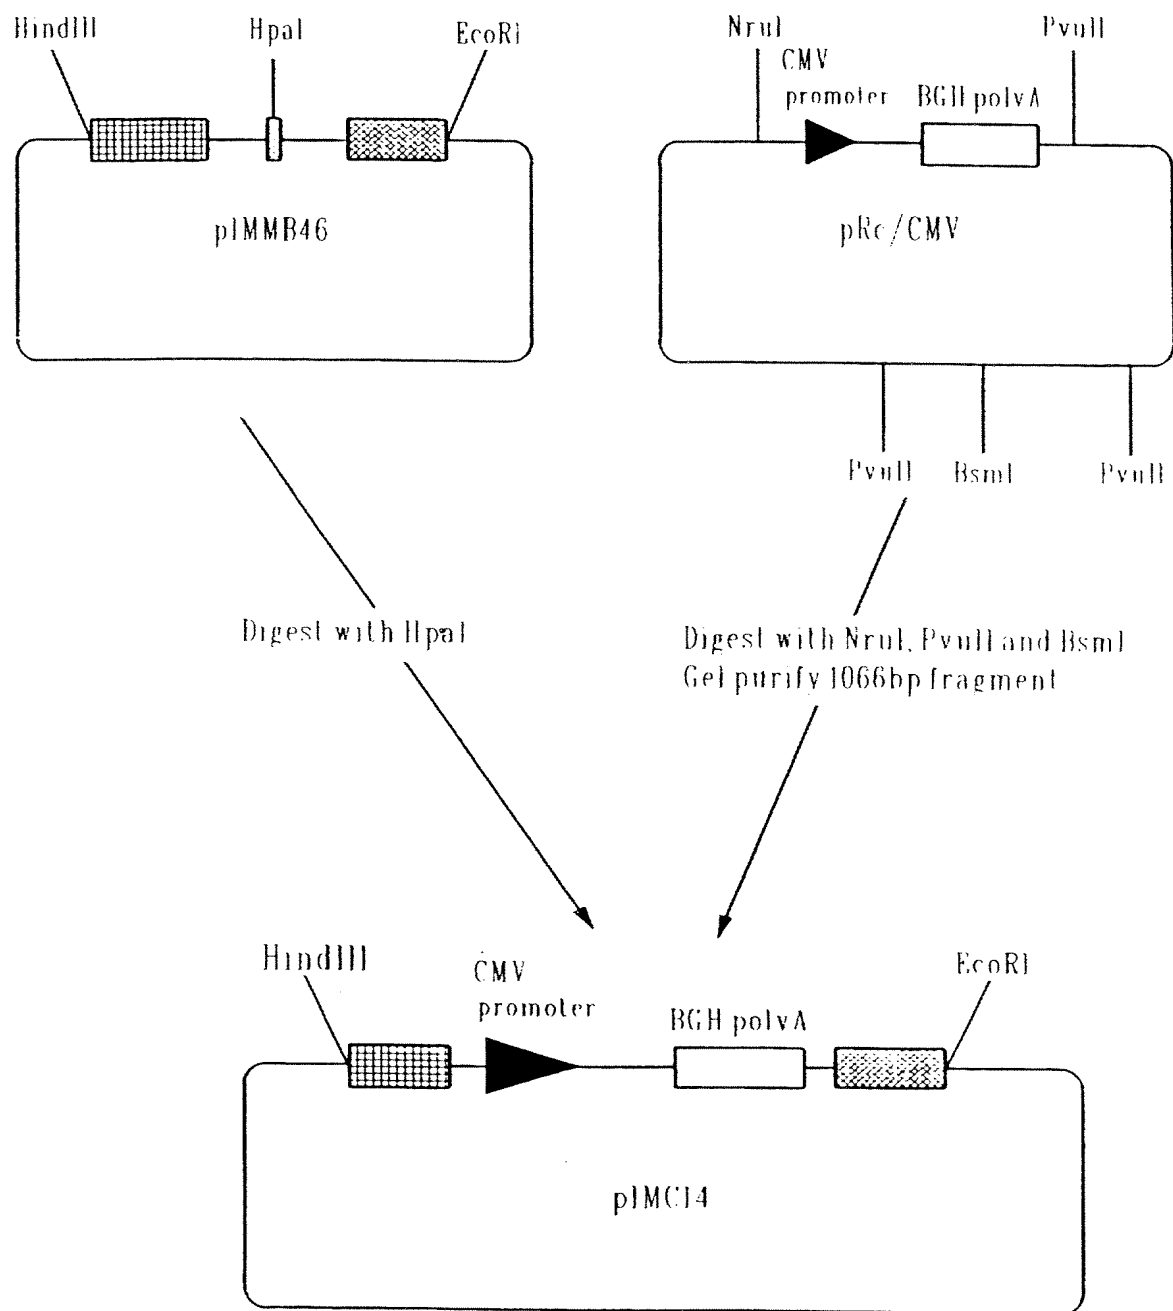 HindIII
HpaI
EcoRI
NruI
PvuII
CMV
promoter
BGH polyA
pIMMB46
pRc/CMV
PvuII
BsmI
PvuII
Digest with HpaI
Digest with NruI, PvuII and BsmI
Gel purify 1066bp fragment
HindIII
CMV
promoter
BGH polyA
EcoRI
pIMC14